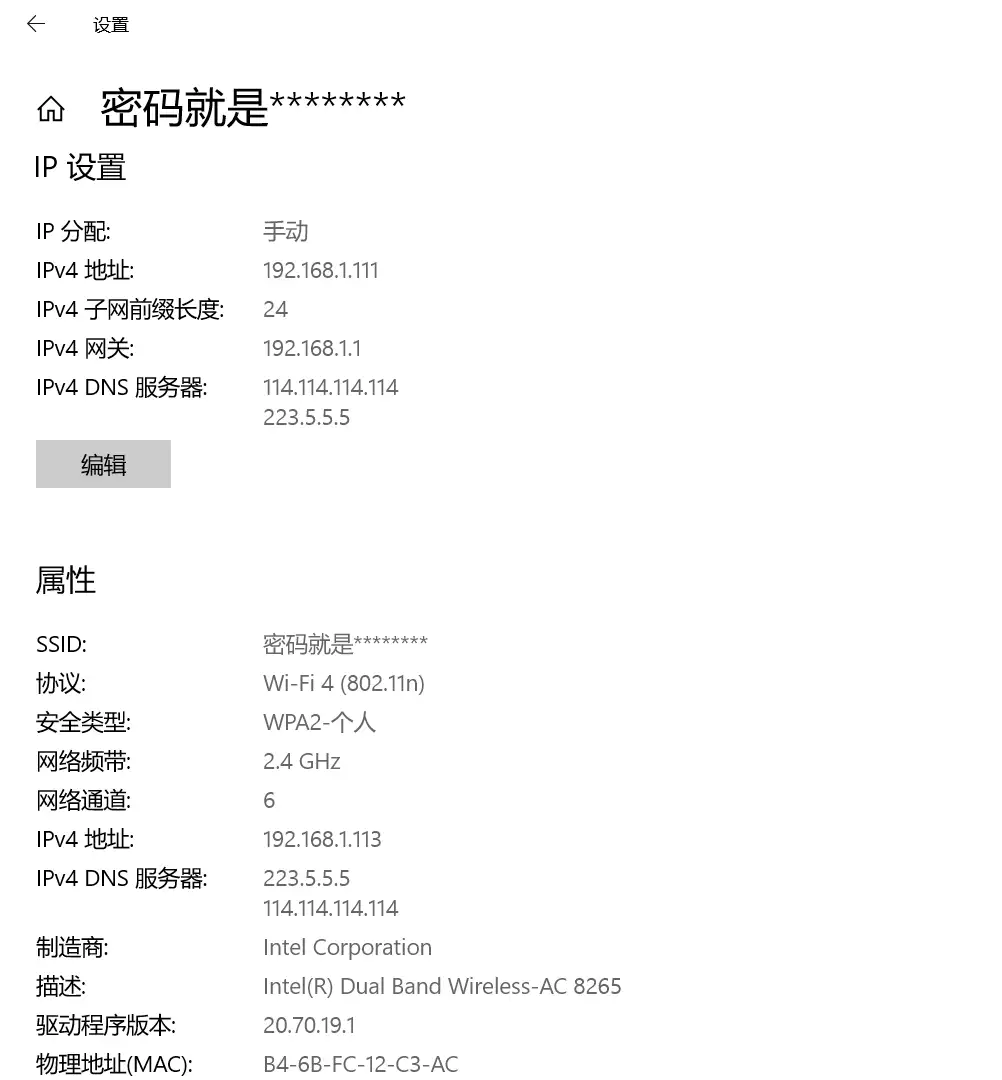 设置
密码就是********
IP 设置
IP 分配: 手动
IPv4 地址: 192.168.1.111
IPv4 子网前缀长度: 24
IPv4 网关: 192.168.1.1
IPv4 DNS 服务器: 114.114.114.114
223.5.5.5
编辑
属性
SSID: 密码就是********
协议: Wi-Fi 4 (802.11n)
安全类型: WPA2-个人
网络频带: 2.4 GHz
网络通道: 6
IPv4 地址: 192.168.1.113
IPv4 DNS 服务器: 223.5.5.5
114.114.114.114
制造商: Intel Corporation
描述: Intel(R) Dual Band Wireless-AC 8265
驱动程序版本: 20.70.19.1
物理地址(MAC): B4-6B-FC-12-C3-AC